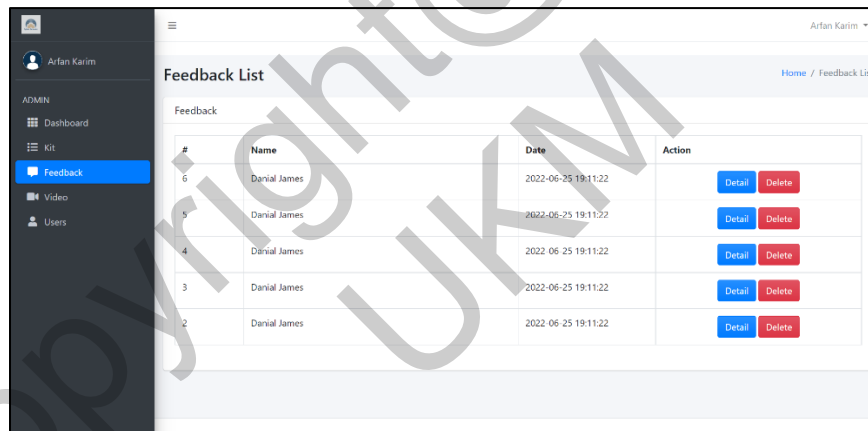 Arfan Karim
Arfan Karim
ADMIN
Dashboard
Kit
Feedback
Video
Users
Feedback List
Home / Feedback Lis
Feedback
# Name Date Action
6 Danial James 2022-06-25 19:11:22 Detail Delete
5 Danial James 2022-06-25 19:11:22 Detail Delete
4 Danial James 2022-06-25 19:11:22 Detail Delete
3 Danial James 2022-06-25 19:11:22 Detail Delete
2 Danial James 2022-06-25 19:11:22 Detail Delete
opyright@
UKM